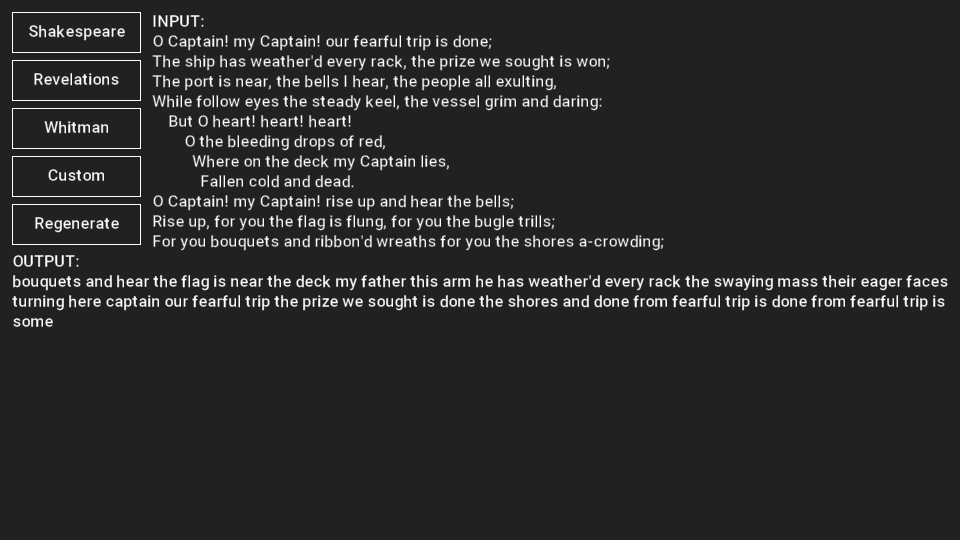 Shakespeare
Revelations
Whitman
Custom
Regenerate
INPUT:
O Captain! my Captain! our fearful trip is done;
The ship has weather'd every rack, the prize we sought is won;
The port is near, the bells I hear, the people all exulting,
While follow eyes the steady keel, the vessel grim and daring:
But O heart! heart! heart!
O the bleeding drops of red,
Where on the deck my Captain lies,
Fallen cold and dead.
O Captain! my Captain! rise up and hear the bells;
Rise up, for you the flag is flung, for you the bugle trills;
For you bouquets and ribbon'd wreaths for you the shores a-crowding;
OUTPUT:
bouquets and hear the flag is near the deck my father this arm he has weather'd every rack the swaying mass their eager faces
turning here captain our fearful trip the prize we sought is done the shores and done from fearful trip is done from fearful trip is
some